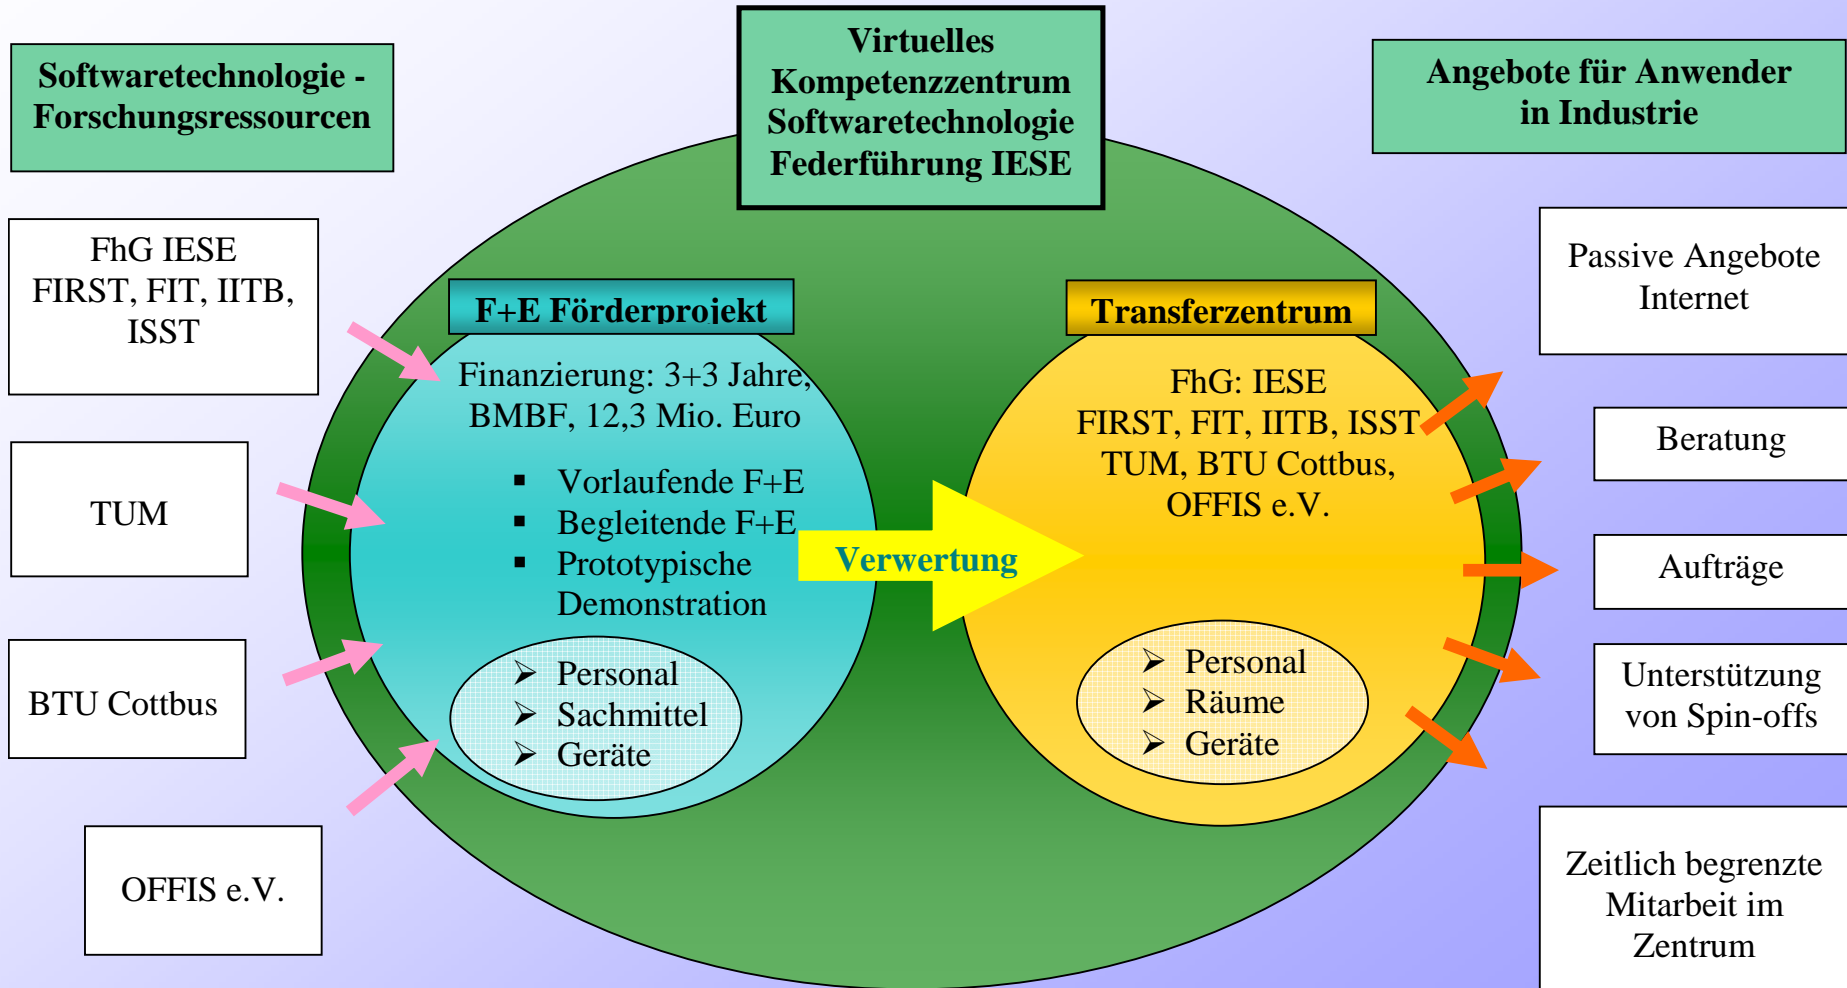 Softwaretechnologie -
Forschungsressourcen
Virtuelles
Kompetenzzentrum
Softwaretechnologie
Federführung IESE
Angebote für Anwender
in Industrie
FhG IESE
FIRST, FIT, IITB,
ISST
TUM
BTU Cottbus
OFFIS e.V.
F+E Förderprojekt
Finanzierung: 3+3 Jahre,
BMBF, 12,3 Mio. Euro
▪ Vorlaufende F+E
▪ Begleitende F+E
▪ Prototypische
Demonstration
➢ Personal
➢ Sachmittel
➢ Geräte
Verwertung
Transferzentrum
FhG: IESE
FIRST, FIT, IITB, ISST
TUM, BTU Cottbus,
OFFIS e.V.
➢ Personal
➢ Räume
➢ Geräte
Passive Angebote
Internet
Beratung
Aufträge
Unterstützung
von Spin-offs
Zeitlich begrenzte
Mitarbeit im
Zentrum